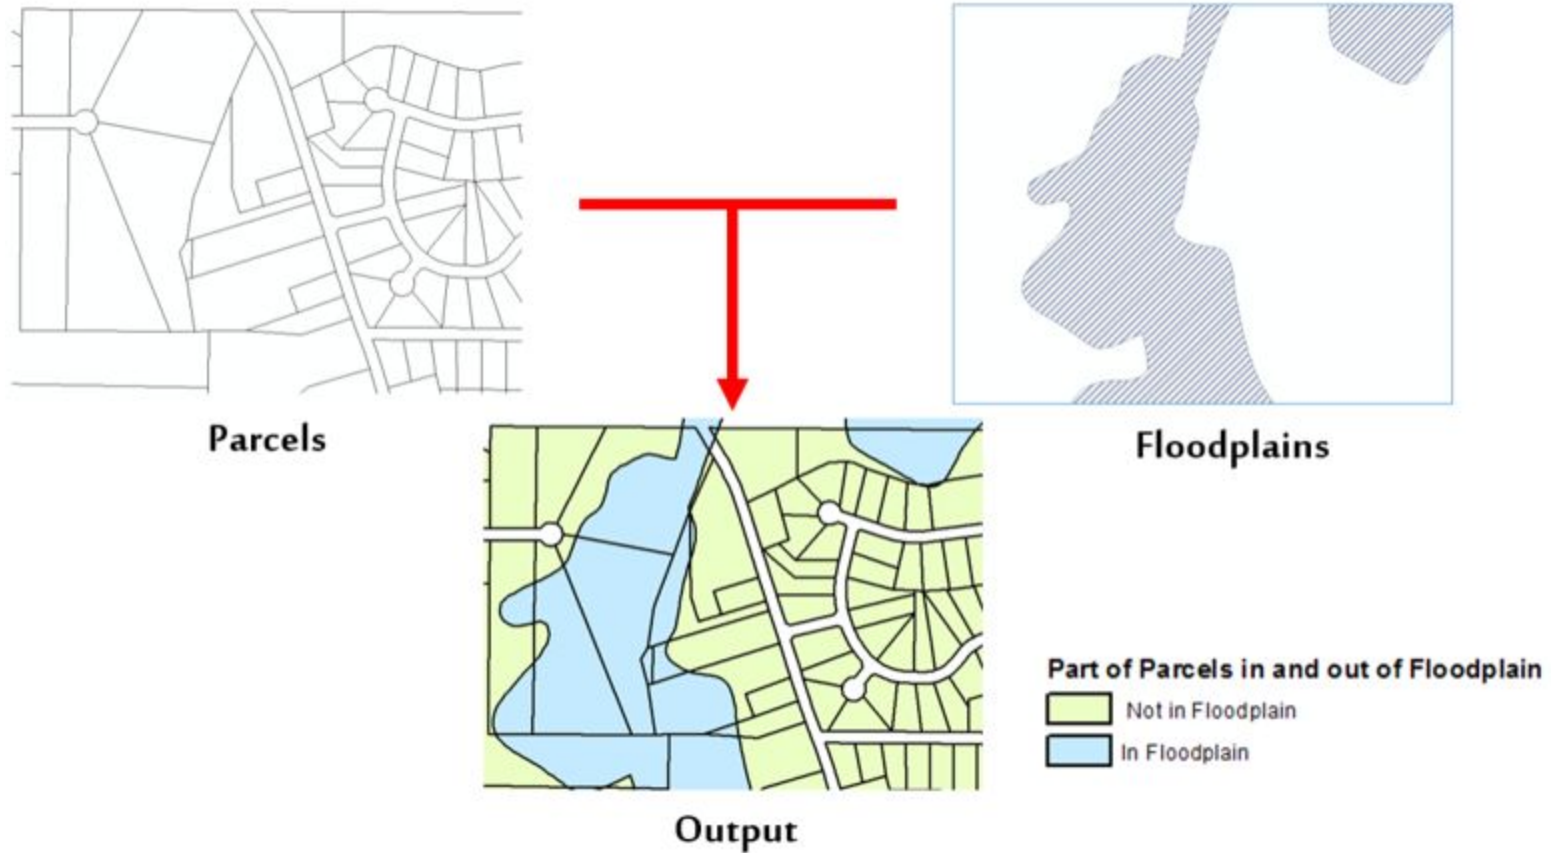 Parcels
Floodplains
Part of Parcels in and out of Floodplain
Not in Floodplain
In Floodplain
Output